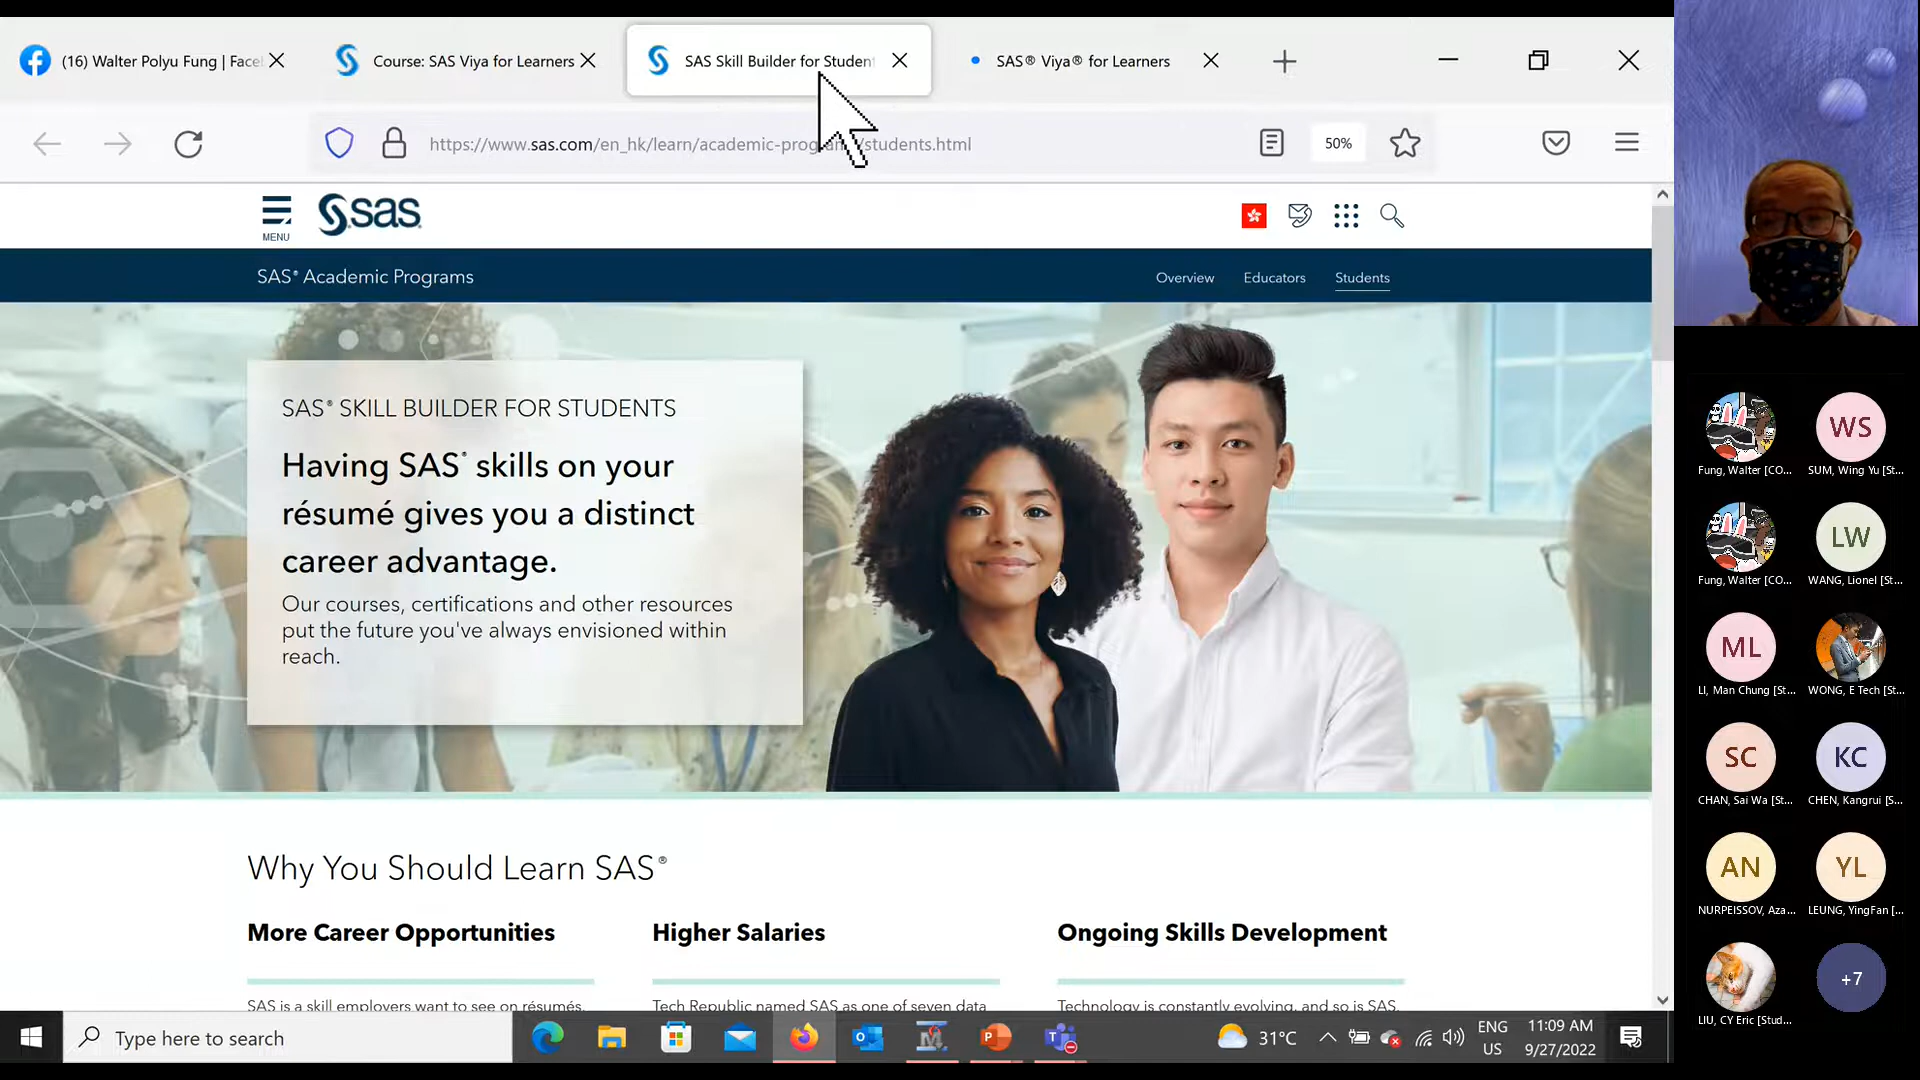 (16) Walter Polyu Fung | Face
Course: SAS Viya for Learners
SAS Skill Builder for Studen
SAS® Viya® for Learners
https://www.sas.com/en_hk/learn/academic-prog
/students.html
50%
MENU
sas
SAS® Academic Programs
Overview
Educators
Students
SAS® SKILL BUILDER FOR STUDENTS
Having SAS® skills on your
résumé gives you a distinct
career advantage.
Our courses, certifications and other resources
put the future you've always envisioned within
reach.
Why You Should Learn SAS®
More Career Opportunities
Higher Salaries
Ongoing Skills Development
SAS is a skill employers want to see on résumés.
Tech Republic named SAS as one of seven data
Technology is constantly evolving, and so is SAS.
Type here to search
31°C
ENG
US
11:09 AM
9/27/2022
Fung, Walter [CO...
WS
SUM, Wing Yu [St...
Fung, Walter [CO...
LW
WANG, Lionel [St...
ML
LI, Man Chung [St...
WONG, E Tech [St...
SC
CHAN, Sai Wa [St...
KC
CHEN, Kangrui [S...
AN
NURPEISSOV, Aza...
YL
LEUNG, YingFan [...
LIU, CY Eric [Stud...
+7